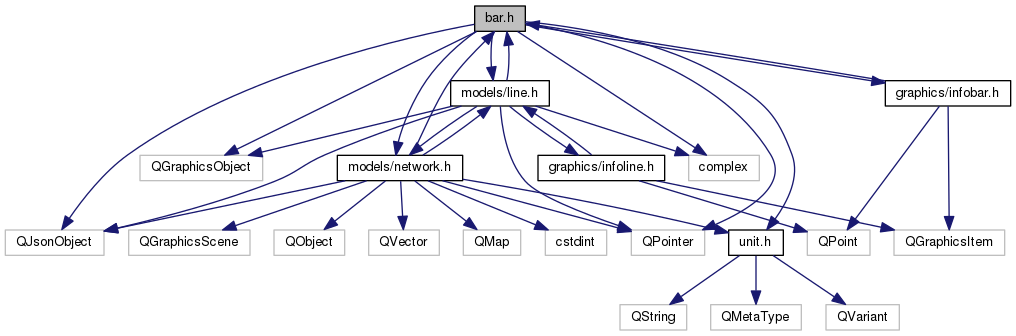 bar.h
models/line.h
graphics/infobar.h
QGraphicsObject
models/network.h
graphics/infoline.h
complex
QJsonObject
QGraphicsScene
QObject
QVector
QMap
cstdint
QPointer
unit.h
QPoint
QGraphicsItem
QString
QMetaType
QVariant